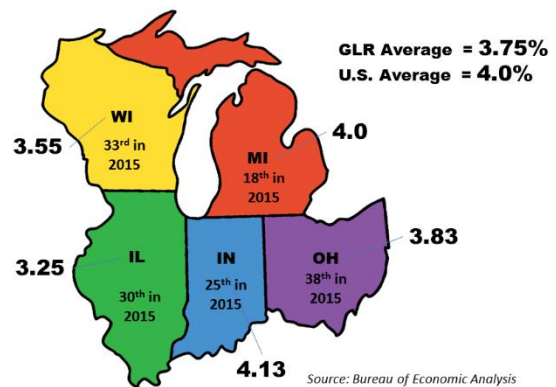 GLR Average = 3.75%
U.S. Average = 4.0%
WI
33rd in
2015
3.55
4.0
MI
18th in
2015
3.83
3.25
IL
30th in
2015
IN
25th in
2015
OH
38th in
2015
4.13
Source: Bureau of Economic Analysis